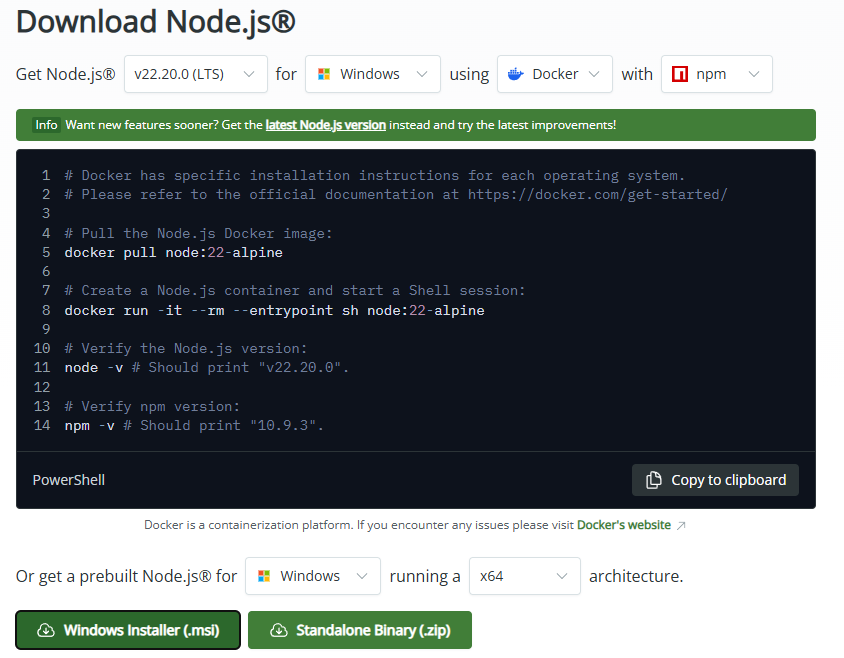 Download Node.js®
Get Node.js® v22.20.0 (LTS) for Windows using Docker with npm
Info Want new features sooner? Get the latest Node.js version instead and try the latest improvements!
1 # Docker has specific installation instructions for each operating system.
2 # Please refer to the official documentation at https://docker.com/get-started/
3
4 # Pull the Node.js Docker image:
5 docker pull node:22-alpine
6
7 # Create a Node.js container and start a Shell session:
8 docker run -it --rm --entrypoint sh node:22-alpine
9
10 # Verify the Node.js version:
11 node -v # Should print "v22.20.0".
12
13 # Verify npm version:
14 npm -v # Should print "10.9.3".
PowerShell Copy to clipboard
Docker is a containerization platform. If you encounter any issues please visit Docker's website
Or get a prebuilt Node.js® for Windows running a x64 architecture.
Windows Installer (.msi) Standalone Binary (.zip)